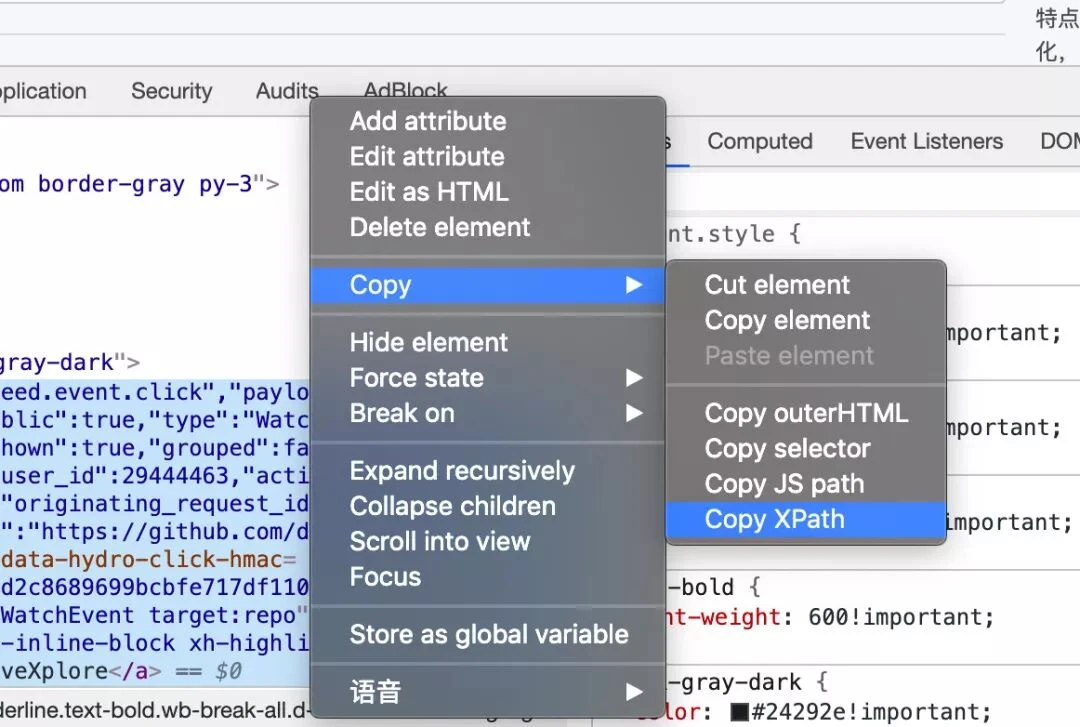 特点
化，
plication Security Audits AdBlock
s Computed Event Listeners DOM
om border-gray py-3">
gray-dark">
eed.event.click","paylo
blic":true,"type":"Watc
hown":true,"grouped":fa
user_id":29444463,"acti
"originating_request_id
":"https://github.com/d
data-hydro-click-hmac=
d2c8689699bcbfe717df110
WatchEvent target:repo"
-inline-block xh-highli
veXplore</a> == $0
derline.text-bold.wb-break-all.d-
Add attribute
Edit attribute
Edit as HTML
Delete element
Copy
Hide element
Force state
Break on
Expand recursively
Collapse children
Scroll into view
Focus
Store as global variable
语音
Cut element
Copy element
Paste element
Copy outerHTML
Copy selector
Copy JS path
Copy XPath
nt.style {
mportant;
mportant;
important;
-bold {
nt-weight: 600!important;
-gray-dark {
color: #24292e!important;